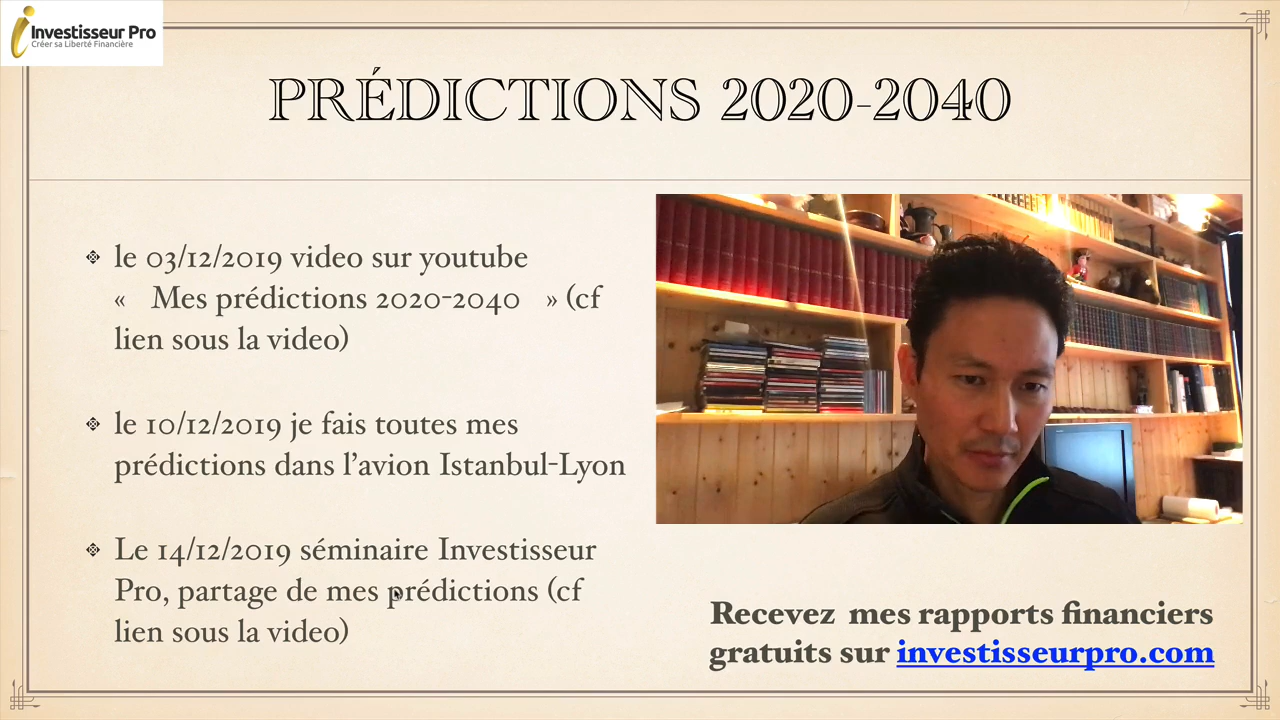 Investisseur Pro
Créer sa Liberté Financière
PRÉDICTIONS 2020-2040
le 03/12/2019 video sur youtube
« Mes prédictions 2020-2040 » (cf
lien sous la video)
le 10/12/2019 je fais toutes mes
prédictions dans l'avion Istanbul-Lyon
Le 14/12/2019 séminaire Investisseur
Pro, partage de mes prédictions (cf
lien sous la video)
Recevez mes rapports financiers
gratuits sur investisseurpro.com